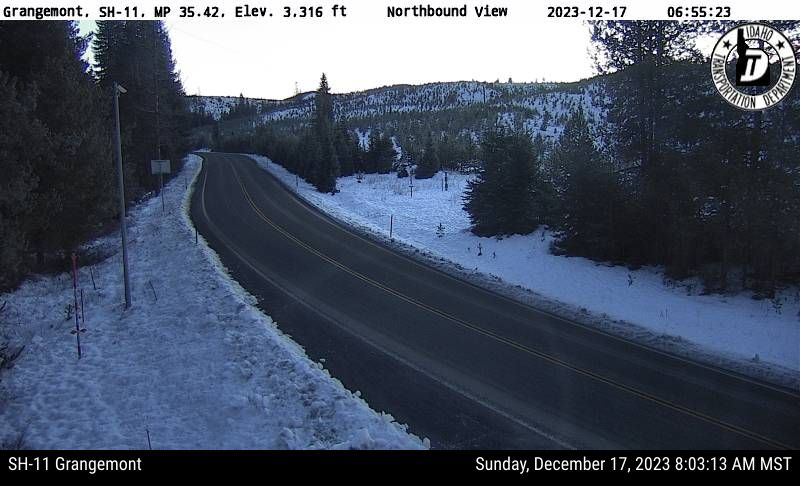 Grangemont, SH-11, MP 35.42, Elev. 3,316 ft Northbound View 2023-12-17 06:55:23
IDAHO
TRANSPORTATION DEPARTMENT
SH-11 Grangemont Sunday, December 17, 2023 8:03:13 AM MST